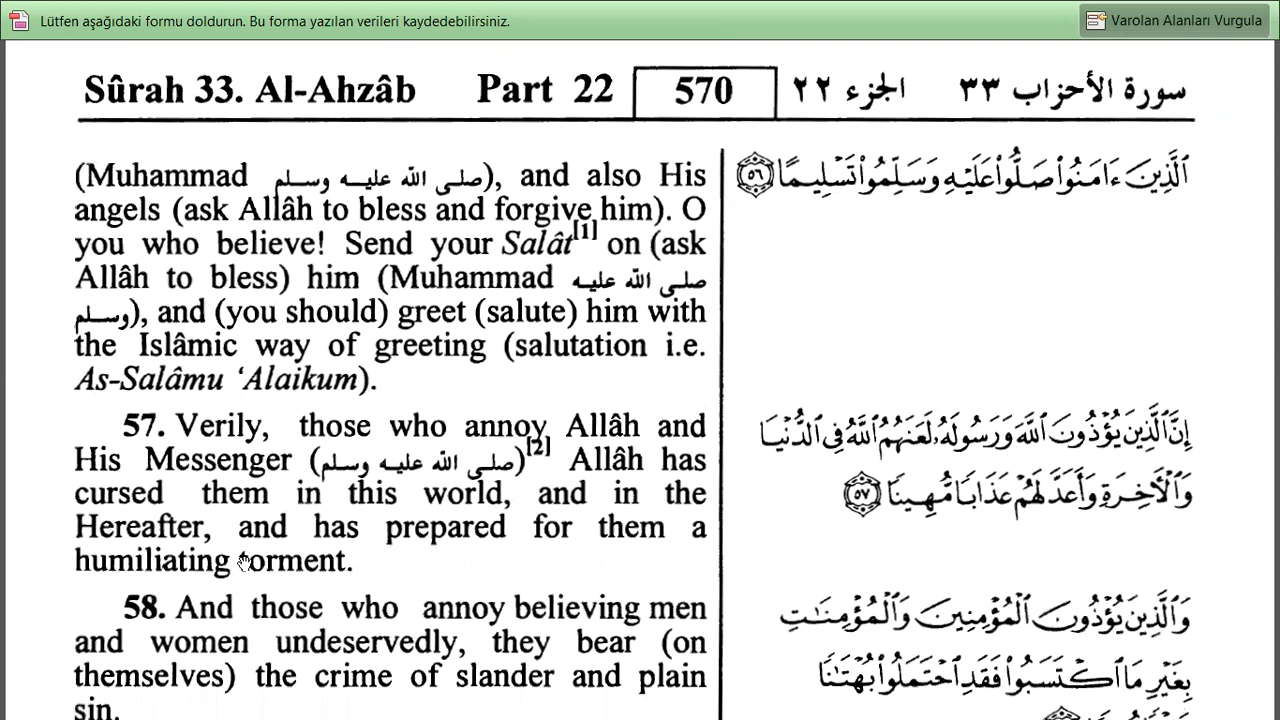 Lütfen aşağıdaki formu doldurun. Bu forma yazılan verileri kaydedebilirsiniz.
Varolan Alanları Vurgula
Sûrah 33. Al-Ahzâb Part 22 570 الجزء ٢٢ سورة الأحزاب ٣٣
(Muhammad صلى الله عليه وسلم), and also His
angels (ask Allâh to bless and forgive him). O
you who believe! Send your Salât[1] on (ask
Allâh to bless) him (Muhammad صلى الله عليه
وسلم), and (you should) greet (salute) him with
the Islâmic way of greeting (salutation i.e.
As-Salâmu ‘Alaikum).
57. Verily, those who annoy Allâh and
His Messenger (صلى الله عليه وسلم)[2] Allâh has
cursed them in this world, and in the
Hereafter, and has prepared for them a
humiliating torment.
58. And those who annoy believing men
and women undeservedly, they bear (on
themselves) the crime of slander and plain
sin.
ٱلَّذِينَ ءَامَنُوا۟ صَلُّوا۟ عَلَيْهِ وَسَلِّمُوا۟ تَسْلِيمًا ٥٦
إِنَّ ٱلَّذِينَ يُؤْذُونَ ٱللَّهَ وَرَسُولَهُۥ لَعَنَهُمُ ٱللَّهُ فِى ٱلدُّنْيَا
وَٱلْـَٔاخِرَةِ وَأَعَدَّ لَهُمْ عَذَابًا مُّهِينًا ٥٧
وَٱلَّذِينَ يُؤْذُونَ ٱلْمُؤْمِنِينَ وَٱلْمُؤْمِنَـٰتِ
بِغَيْرِ مَا ٱكْتَسَبُوا۟ فَقَدِ ٱحْتَمَلُوا۟ بُهْتَـٰنًا